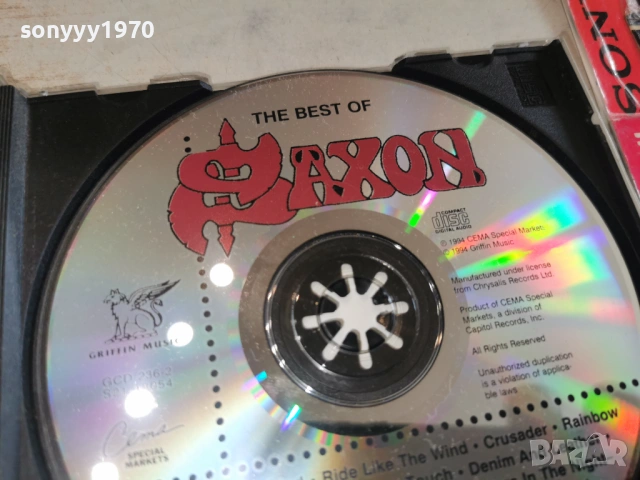 sonyyy1970
THE BEST OF
SAXON
COMPACT
disc
DIGITAL AUDIO
℗ 1994 CEMA Special Markets
© 1994 Griffin Music
Manufactured under license
from Chrysalis Records Ltd
Product of CEMA Special
Markets, a division of
Capitol Records, Inc.
All Rights Reserved
Unauthorized duplication
is a violation of applica-
ble laws
GRIFFIN MUSIC
Cema
SPECIAL
MARKETS
Ride Like The Wind · Crusader · Rainbow
Touch · Denim
In The
bazar